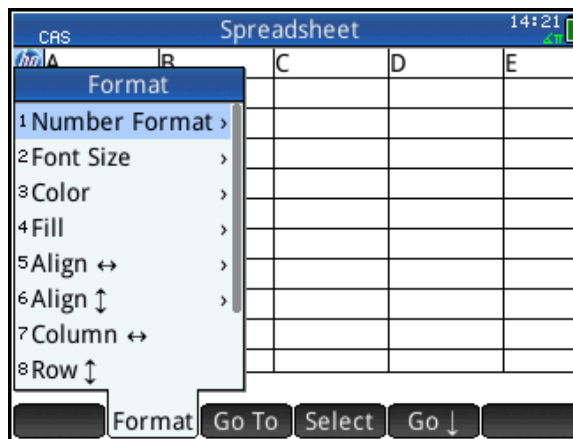 CAS Spreadsheet 14:21
∡π
hp A B C D E
Format
1 Number Format ›
2 Font Size ›
3 Color ›
4 Fill ›
5 Align ↔ ›
6 Align ↕ ›
7 Column ↔
8 Row ↕
Format Go To Select Go ↓